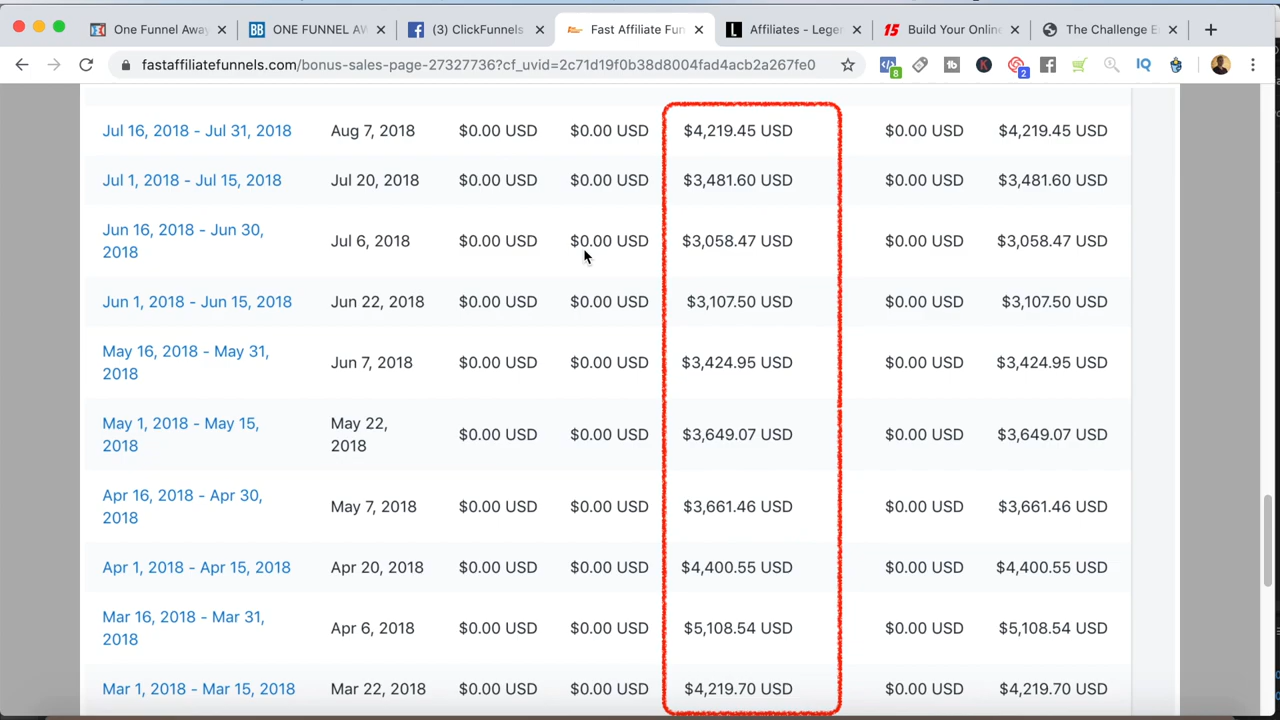 One Funnel Away
ONE FUNNEL AW
(3) ClickFunnels
Fast Affiliate Fun
Affiliates - Leger
Build Your Onlin
The Challenge E
fastaffiliatefunnels.com/bonus-sales-page-27327736?cf_uvid=2c71d19f0b38d8004fad4acb2a267fe0
8
2
IQ
Jul 16, 2018 - Jul 31, 2018 Aug 7, 2018 $0.00 USD $0.00 USD $4,219.45 USD $0.00 USD $4,219.45 USD
Jul 1, 2018 - Jul 15, 2018 Jul 20, 2018 $0.00 USD $0.00 USD $3,481.60 USD $0.00 USD $3,481.60 USD
Jun 16, 2018 - Jun 30,
2018 Jul 6, 2018 $0.00 USD $0.00 USD $3,058.47 USD $0.00 USD $3,058.47 USD
Jun 1, 2018 - Jun 15, 2018 Jun 22, 2018 $0.00 USD $0.00 USD $3,107.50 USD $0.00 USD $3,107.50 USD
May 16, 2018 - May 31,
2018 Jun 7, 2018 $0.00 USD $0.00 USD $3,424.95 USD $0.00 USD $3,424.95 USD
May 1, 2018 - May 15,
2018 May 22,
2018 $0.00 USD $0.00 USD $3,649.07 USD $0.00 USD $3,649.07 USD
Apr 16, 2018 - Apr 30,
2018 May 7, 2018 $0.00 USD $0.00 USD $3,661.46 USD $0.00 USD $3,661.46 USD
Apr 1, 2018 - Apr 15, 2018 Apr 20, 2018 $0.00 USD $0.00 USD $4,400.55 USD $0.00 USD $4,400.55 USD
Mar 16, 2018 - Mar 31,
2018 Apr 6, 2018 $0.00 USD $0.00 USD $5,108.54 USD $0.00 USD $5,108.54 USD
Mar 1, 2018 - Mar 15, 2018 Mar 22, 2018 $0.00 USD $0.00 USD $4,219.70 USD $0.00 USD $4,219.70 USD